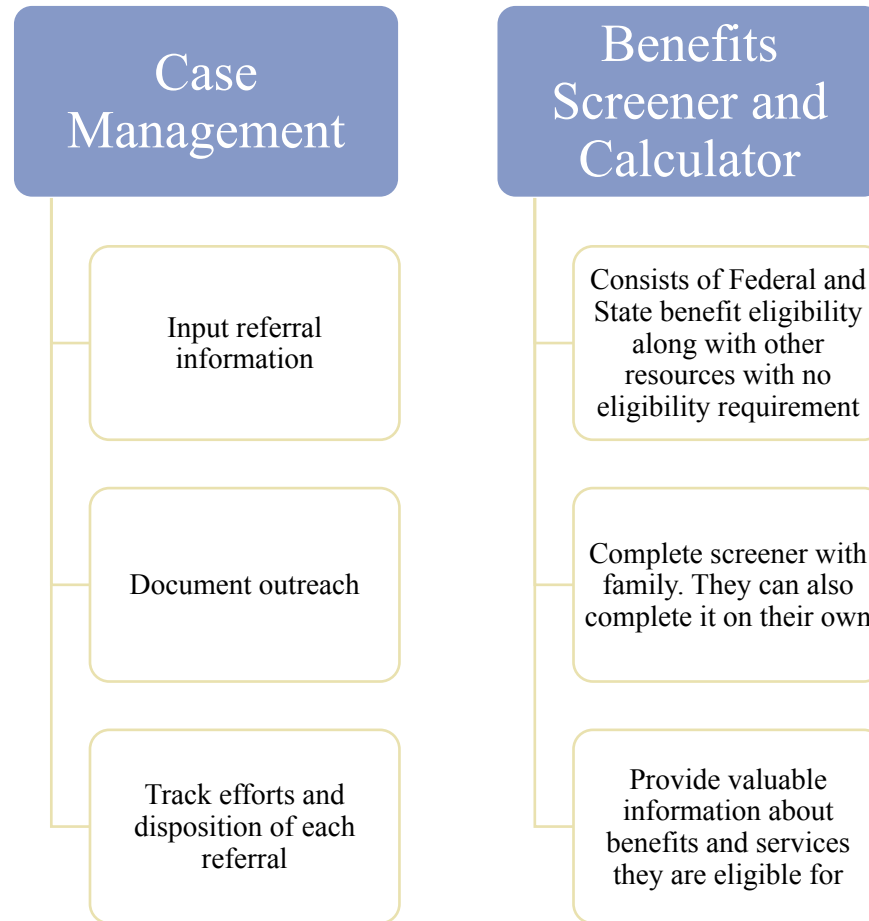 Case
Management
Input referral
information
Document outreach
Track efforts and
disposition of each
referral
Benefits
Screener and
Calculator
Consists of Federal and
State benefit eligibility
along with other
resources with no
eligibility requirement
Complete screener with
family. They can also
complete it on their own
Provide valuable
information about
benefits and services
they are eligible for